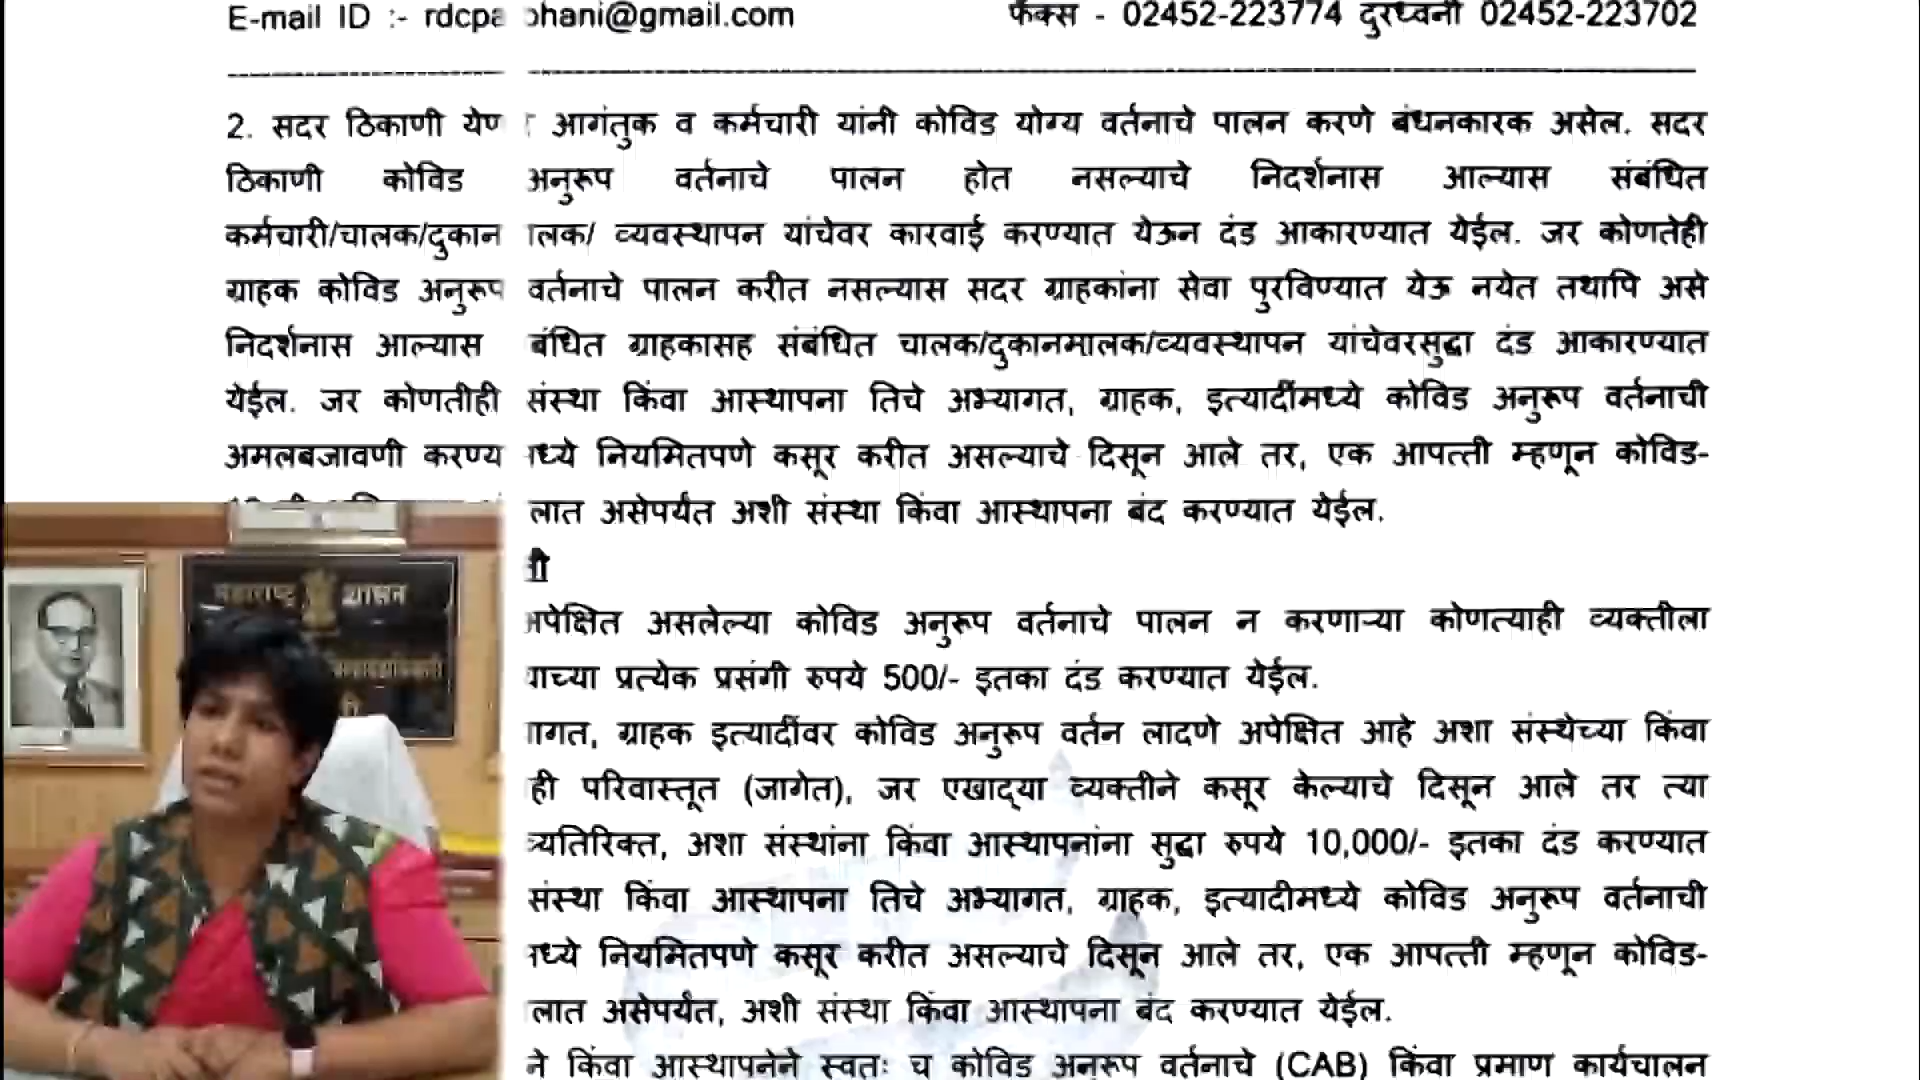 E-mail ID :- rdcpa bhani@gmail.com फॅक्स - 02452-223774 दुरध्वनी 02452-223702
2. सदर ठिकाणी येण आगंतुक व कर्मचारी यांनी कोविड योग्य वर्तनाचे पालन करणे बंधनकारक असेल. सदर
ठिकाणी कोविड अनुरूप वर्तनाचे पालन होत नसल्याचे निदर्शनास आल्यास संबंधित
कर्मचारी/चालक/दुकान लक/ व्यवस्थापन यांचेवर कारवाई करण्यात येऊन दंड आकारण्यात येईल. जर कोणतेही
ग्राहक कोविड अनुरूप वर्तनाचे पालन करीत नसल्यास सदर ग्राहकांना सेवा पुरविण्यात येऊ नयेत तथापि असे
निदर्शनास आल्यास बंधित ग्राहकासह संबंधित चालक/दुकानमालक/व्यवस्थापन यांचेवरसुद्धा दंड आकारण्यात
येईल. जर कोणतीही संस्था किंवा आस्थापना तिचे अभ्यागत, ग्राहक, इत्यादींमध्ये कोविड अनुरूप वर्तनाची
अमलबजावणी करण्य ध्ये नियमितपणे कसूर करीत असल्याचे दिसून आले तर, एक आपत्ती म्हणून कोविड-
लात असेपर्यंत अशी संस्था किंवा आस्थापना बंद करण्यात येईल.
पेक्षित असलेल्या कोविड अनुरूप वर्तनाचे पालन न करणाऱ्या कोणत्याही व्यक्तीला
ाच्या प्रत्येक प्रसंगी रुपये 500/- इतका दंड करण्यात येईल.
ागत, ग्राहक इत्यादींवर कोविड अनुरूप वर्तन लादणे अपेक्षित आहे अशा संस्थेच्या किंवा
ही परिवास्तूत (जागेत), जर एखाद्या व्यक्तीने कसूर केल्याचे दिसून आले तर त्या
व्यतिरिक्त, अशा संस्थांना किंवा आस्थापनांना सुद्धा रुपये 10,000/- इतका दंड करण्यात
संस्था किंवा आस्थापना तिचे अभ्यागत, ग्राहक, इत्यादीमध्ये कोविड अनुरूप वर्तनाची
ध्ये नियमितपणे कसूर करीत असल्याचे दिसून आले तर, एक आपत्ती म्हणून कोविड-
लात असेपर्यंत, अशी संस्था किंवा आस्थापना बंद करण्यात येईल.
ने किंवा आस्थापनेने स्वतः च कोविड अनुरूप वर्तनाचे (CAB) किंवा प्रमाण कार्यचालन
महाराष्ट्र शासन